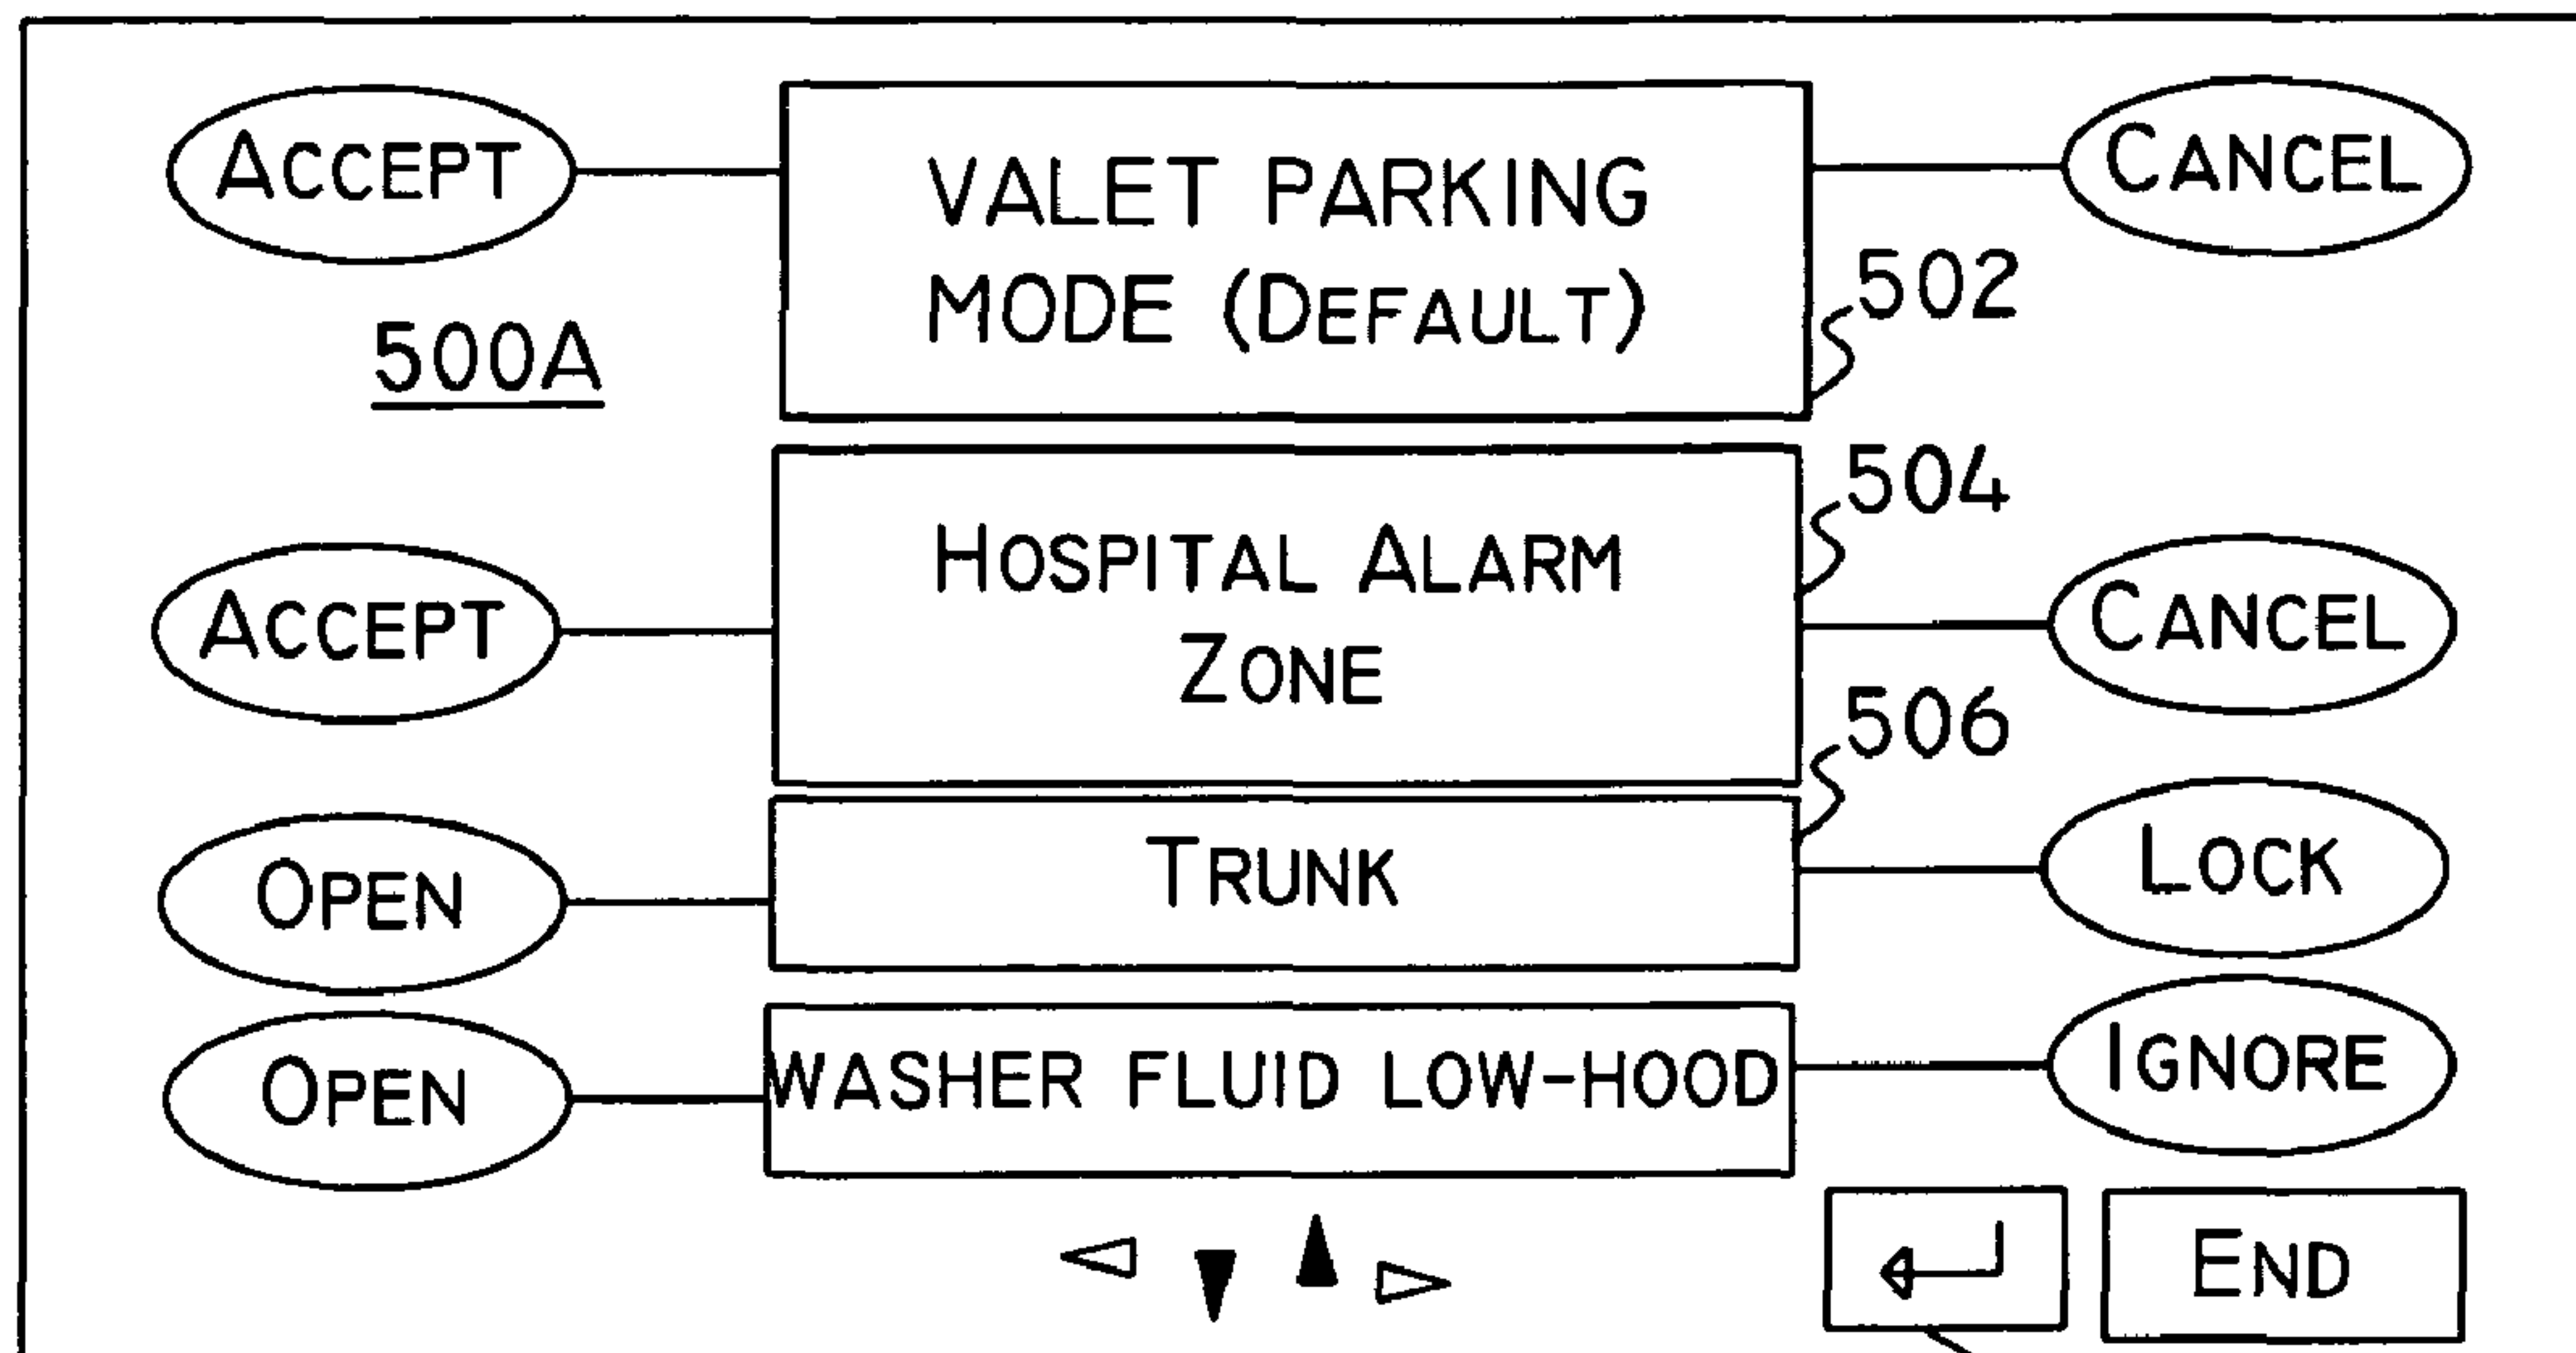 ACCEPT
VALET PARKING
MODE (DEFAULT)
CANCEL
502
500A
504
ACCEPT
HOSPITAL ALARM
ZONE
CANCEL
506
OPEN
TRUNK
LOCK
OPEN
WASHER FLUID LOW-HOOD
IGNORE
END